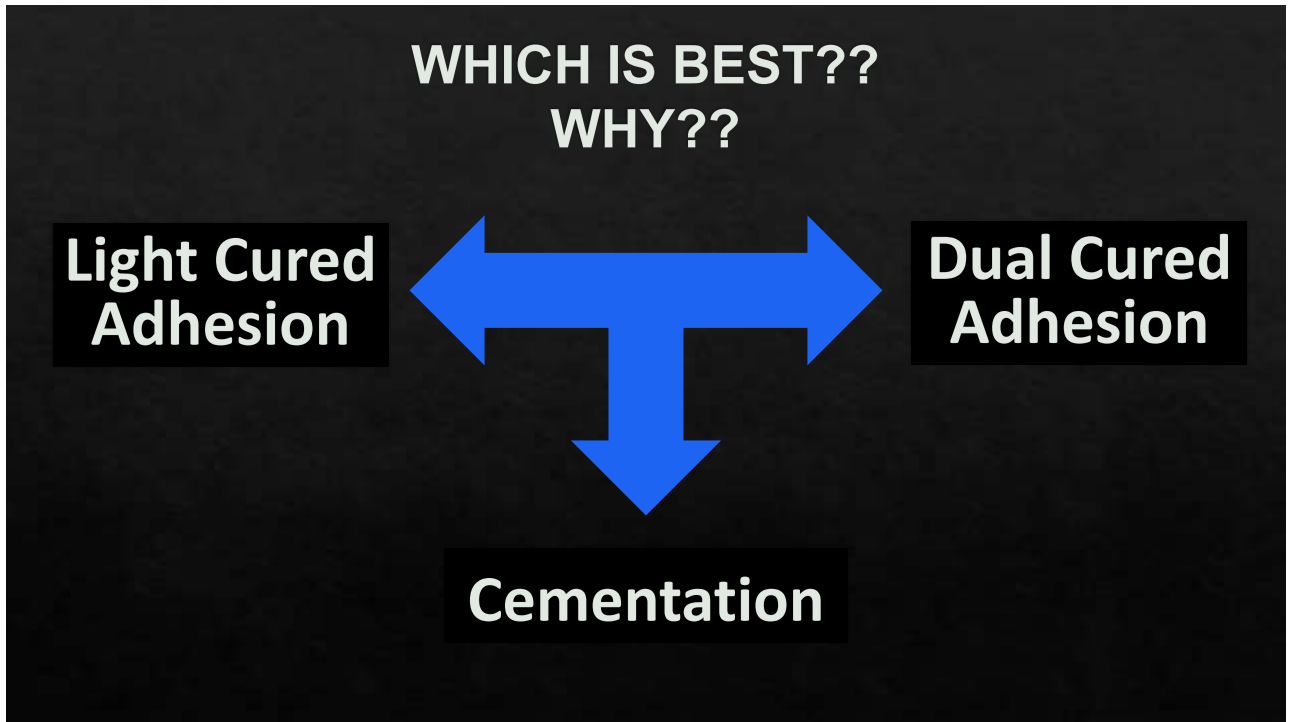 WHICH IS BEST??
WHY??
Light Cured
Adhesion
Dual Cured
Adhesion
Cementation